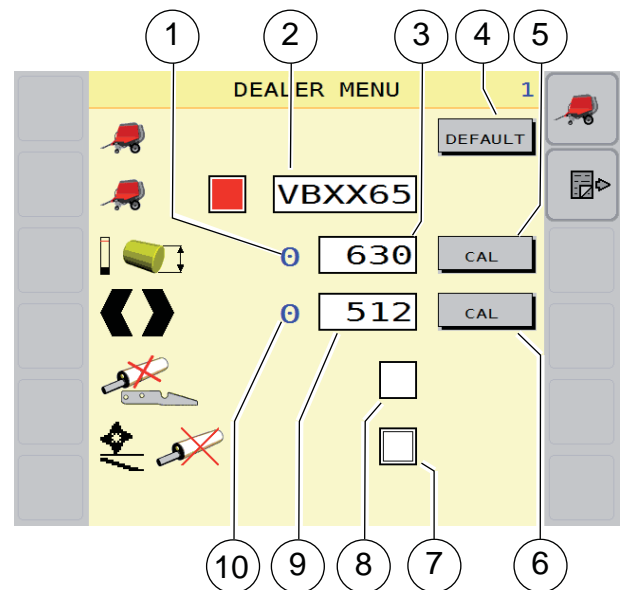 1 2 3 4 5
DEALER MENU 1
DEFAULT
VBXX65
0 630 CAL
0 512 CAL
10 9 8 7 6